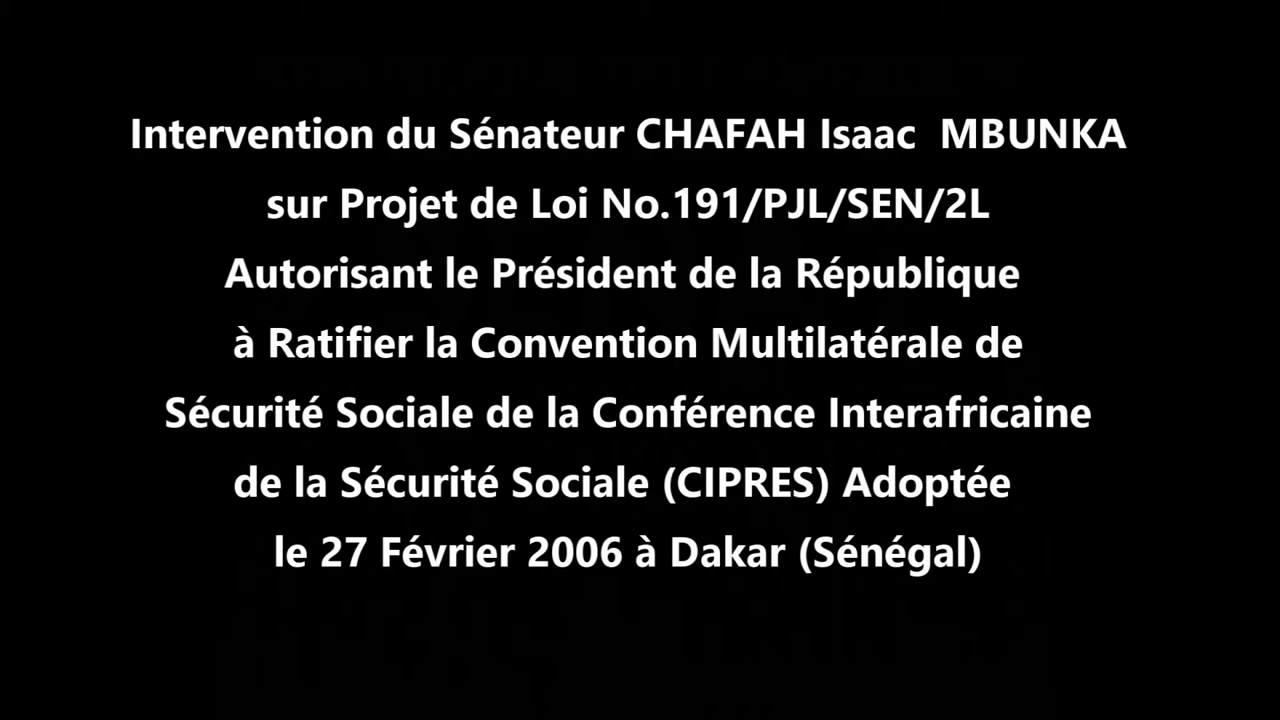 Intervention du Sénateur CHAFAH Isaac MBUNKA
sur Projet de Loi No.191/PJL/SEN/2L
Autorisant le Président de la République
à Ratifier la Convention Multilatérale de
Sécurité Sociale de la Conférence Interafricaine
de la Sécurité Sociale (CIPRES) Adoptée
le 27 Février 2006 à Dakar (Sénégal)